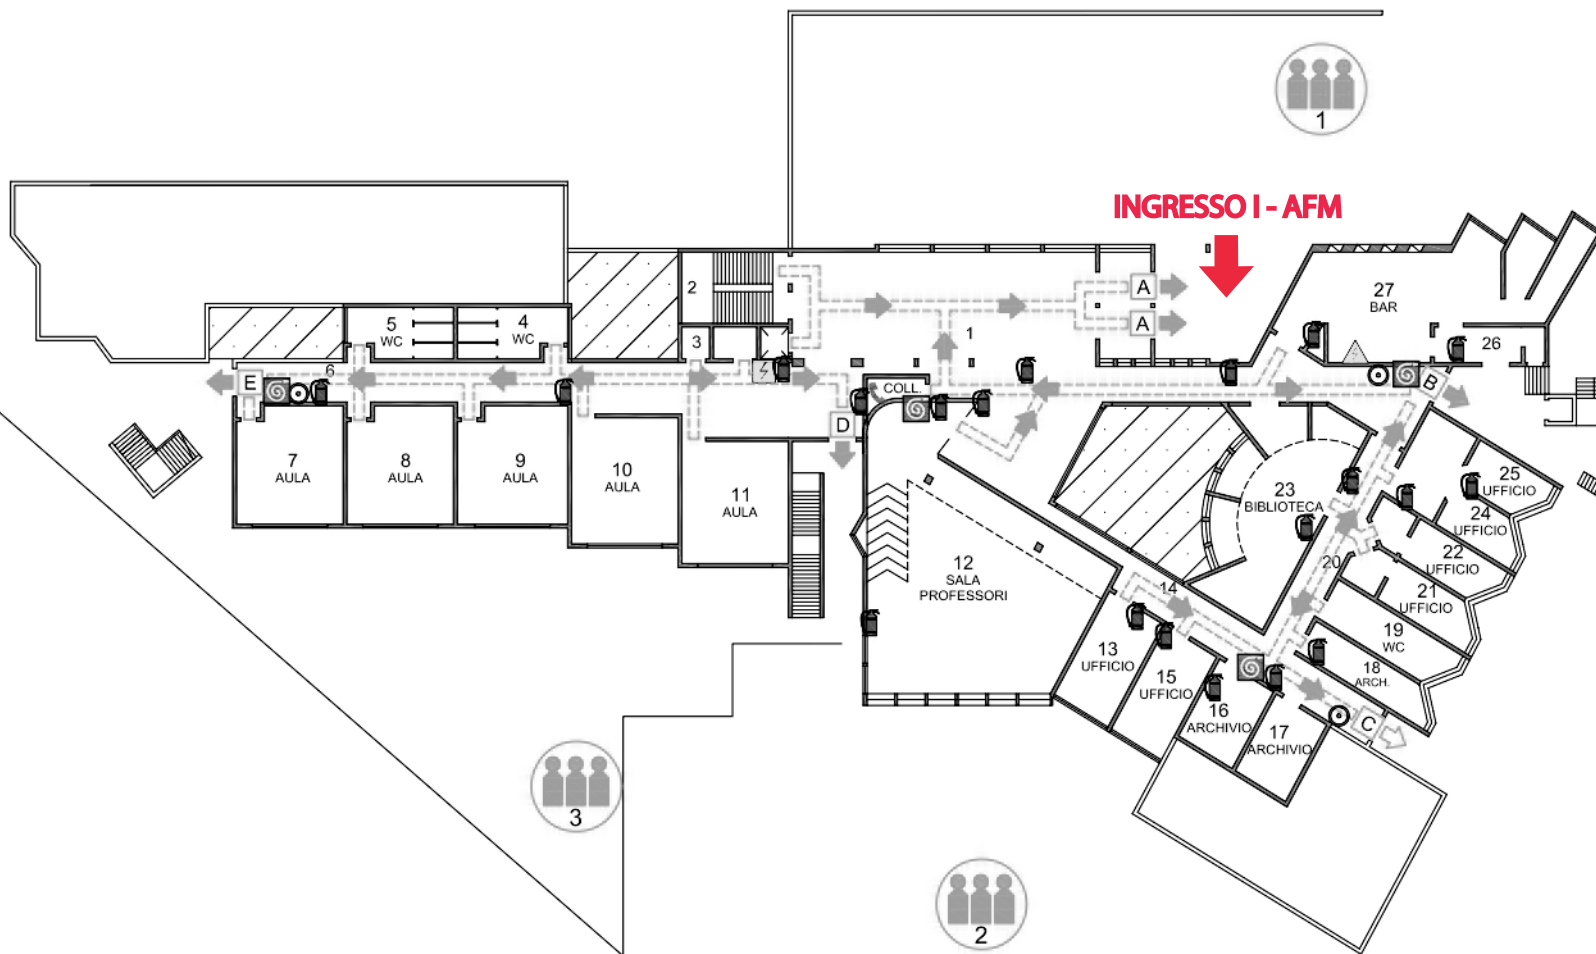 1
INGRESSO I - AFM
2
27
BAR
A
5
WC
4
WC
A
1
3
26
6
E
COLL.
B
D
7
AULA
8
AULA
9
AULA
10
AULA
11
AULA
23
BIBLIOTECA
25
UFFICIO
24
UFFICIO
22
UFFICIO
20
21
UFFICIO
12
SALA
PROFESSORI
14
19
WC
13
UFFICIO
15
UFFICIO
18
ARCH.
16
ARCHIVIO
17
ARCHIVIO
C
3
2